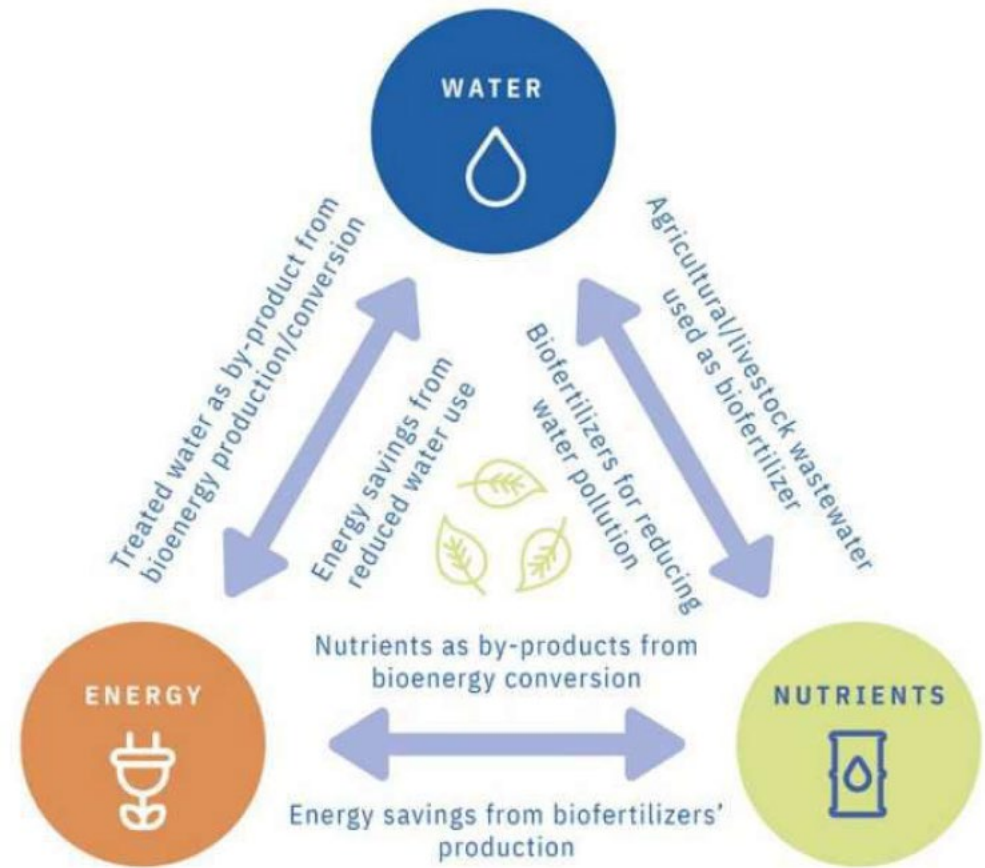 WATER
Treated water as by-product from
bioenergy production/conversion
Energy savings from
reduced water use
Biofertilizers for reducing
water pollution
Agricultural/livestock wastewater
used as biofertilizer
ENERGY
Nutrients as by-products from
bioenergy conversion
NUTRIENTS
Energy savings from biofertilizers'
production